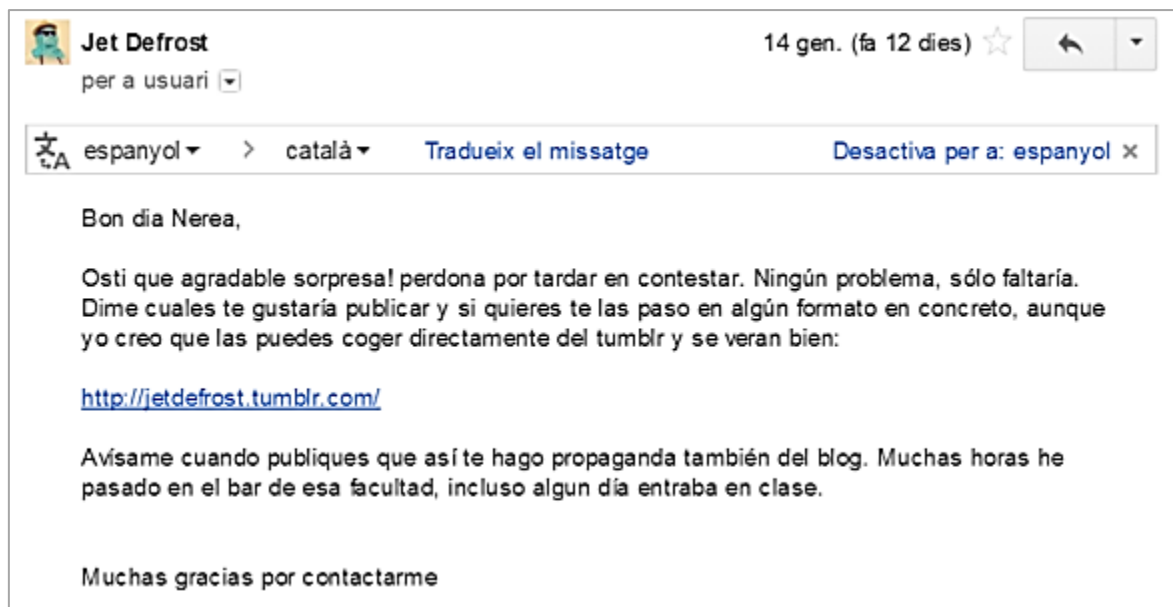 Jet Defrost 14 gen. (fa 12 dies)
per a usuari
espanyol > català Tradueix el missatge Desactiva per a: espanyol ×
Bon dia Nerea,
Osti que agradable sorpresa! perdona por tardar en contestar. Ningún problema, sólo faltaría.
Dime cuales te gustaría publicar y si quieres te las paso en algún formato en concreto, aunque
yo creo que las puedes coger directamente del tumblr y se veran bien:
http://jetdefrost.tumblr.com/
Avísame cuando publiques que así te hago propaganda también del blog. Muchas horas he
pasado en el bar de esa facultad, incluso algun día entraba en clase.
Muchas gracias por contactarme